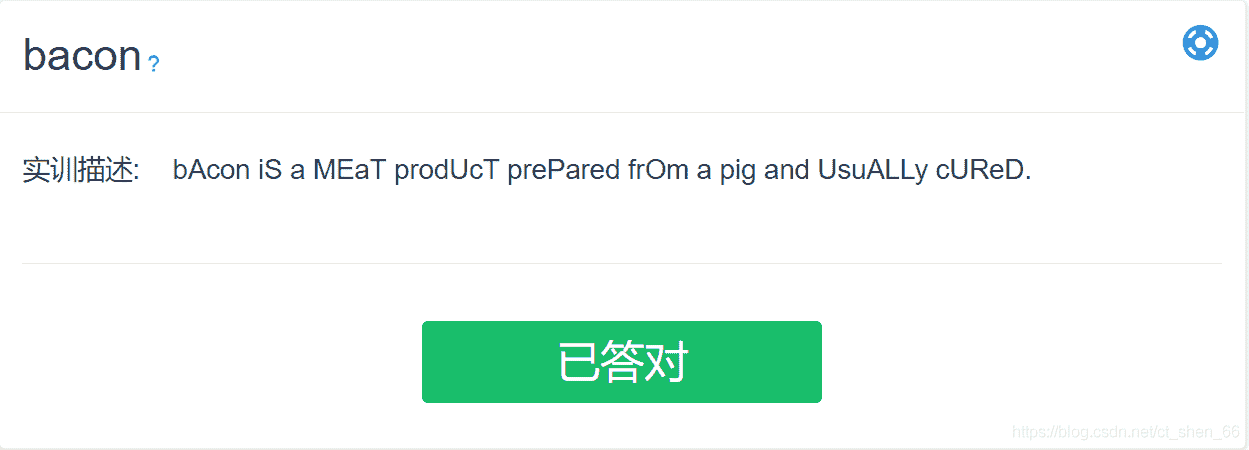 bacon ?
实训描述: bAcon iS a MEaT prodUcT prePared frOm a pig and UsuALLy cUReD.
已答对
https://blog.csdn.net/ct_shen_66